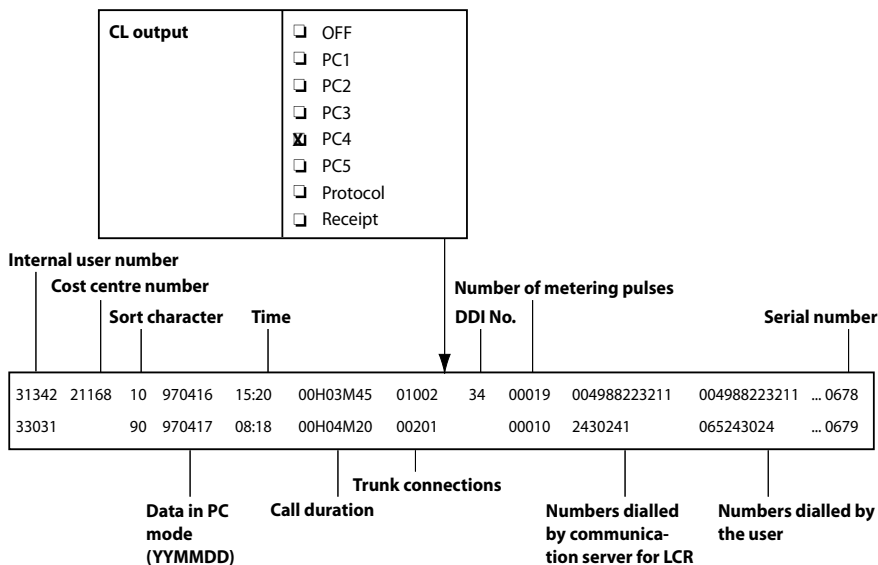 CL output
OFF
PC1
PC2
PC3
PC4
PC5
Protocol
Receipt
Internal user number
Cost centre number
Number of metering pulses
Sort character Time DDI No. Serial number
31342 21168 10 970416 15:20 00H03M45 01002 34 00019 004988223211 004988223211 ... 0678
33031 90 970417 08:18 00H04M20 00201 00010 2430241 065243024 ... 0679
Trunk connections
Data in PC
mode
(YYMMDD)
Call duration
Numbers dialled
by communica-
tion server for LCR
Numbers dialled by
the user